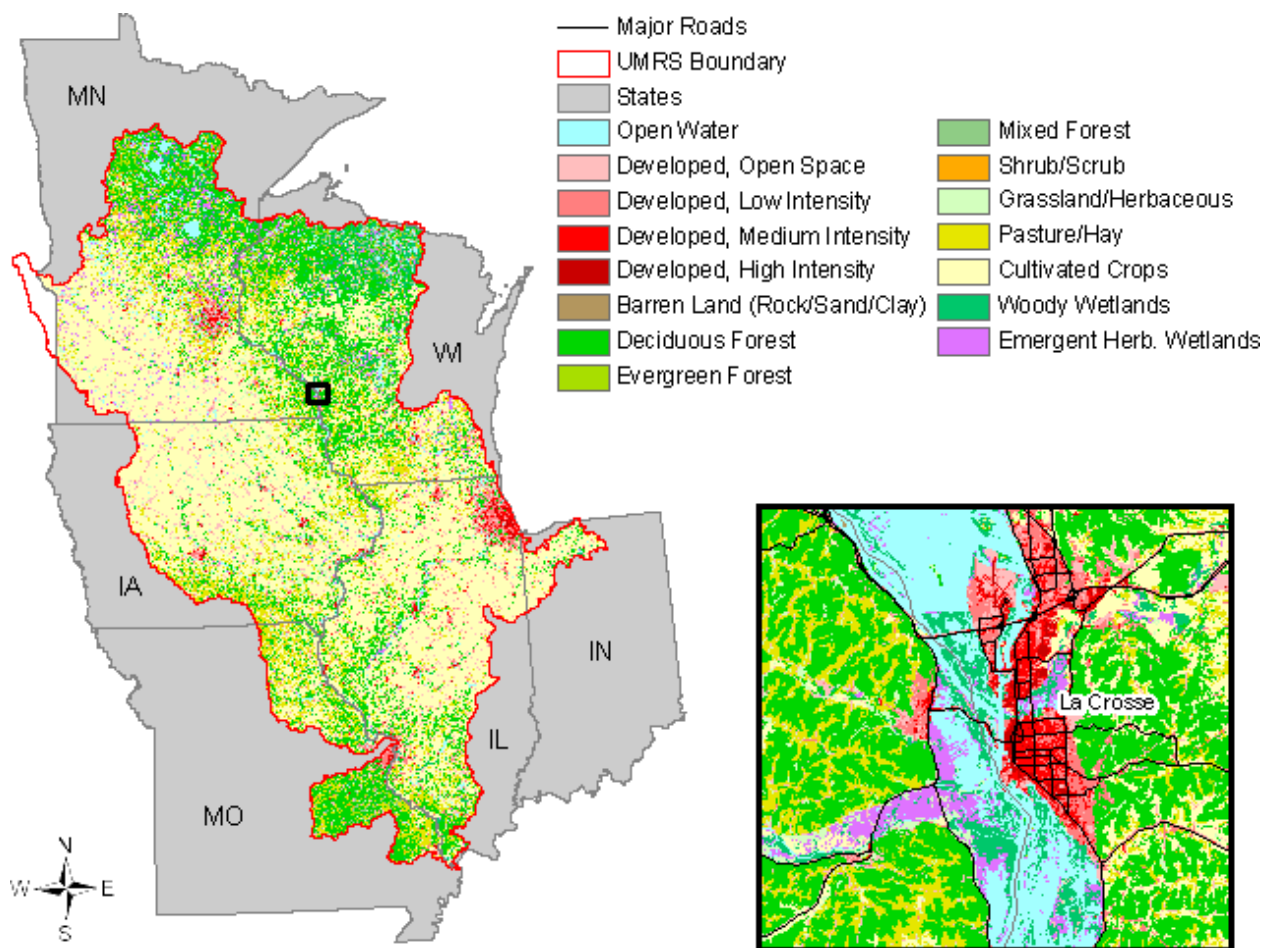 Major Roads
UMRS Boundary
States
Open Water
Developed, Open Space
Developed, Low Intensity
Developed, Medium Intensity
Developed, High Intensity
Barren Land (Rock/Sand/Clay)
Deciduous Forest
Evergreen Forest
Mixed Forest
Shrub/Scrub
Grassland/Herbaceous
Pasture/Hay
Cultivated Crops
Woody Wetlands
Emergent Herb. Wetlands
MN
WI
IA
IN
IL
MO
N
W E
S
La Crosse